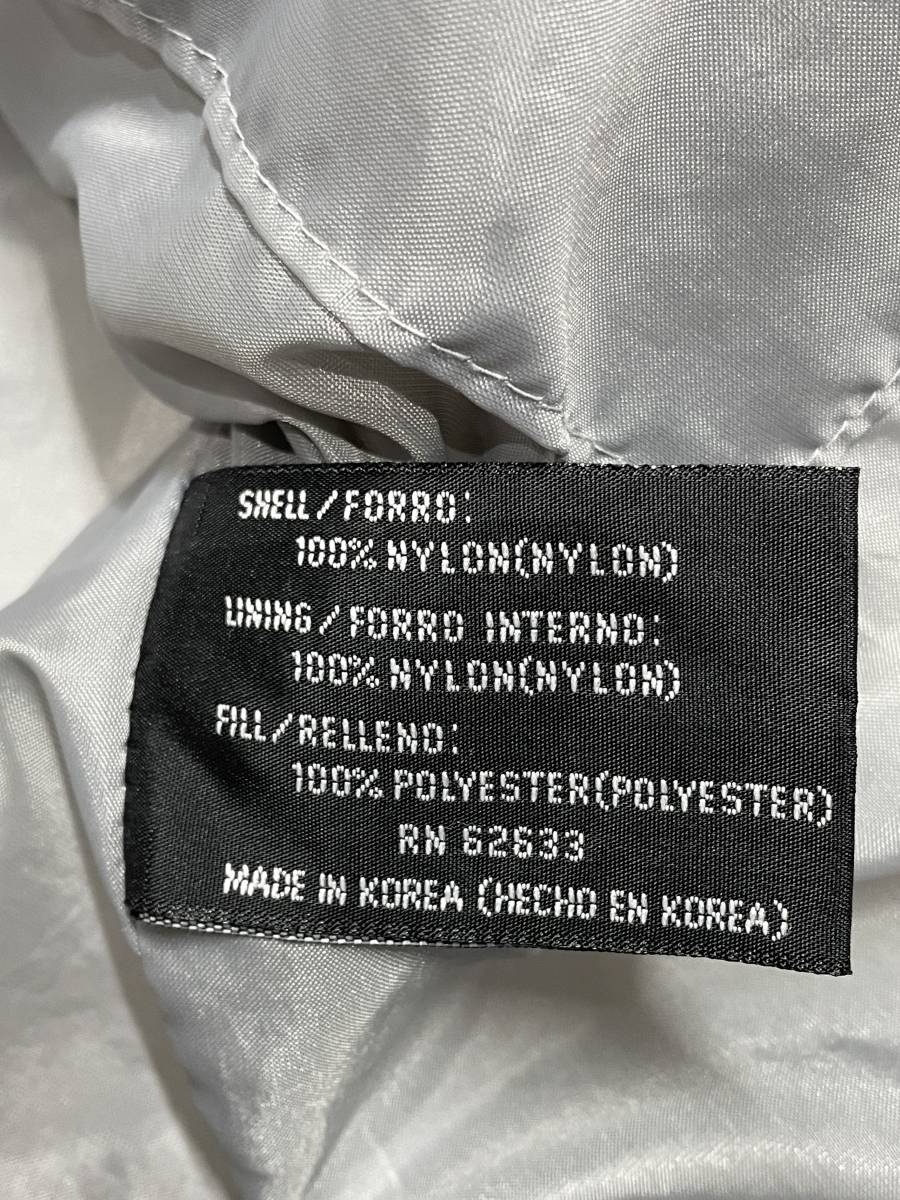 SHELL/FORRO:
100% NYLON(NYLON)
LINING/FORRO INTERNO:
100% NYLON(NYLON)
FILL/RELLENO:
100% POLYESTER(POLYESTER)
RN 62633
MADE IN KOREA (HECHO EN KOREA)